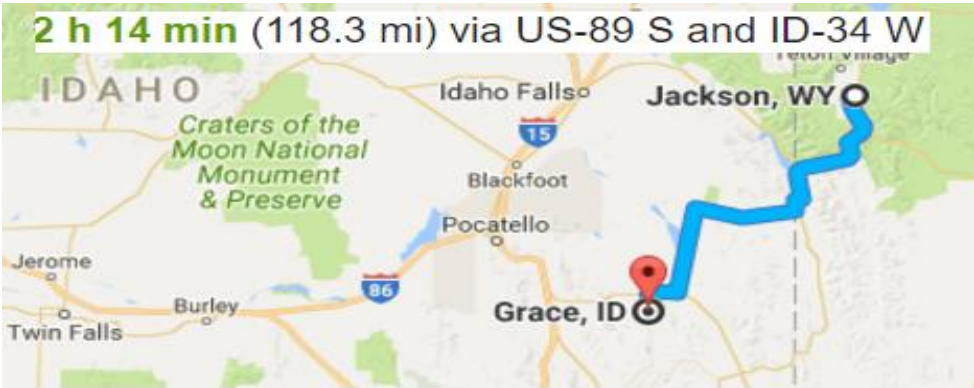 2 h 14 min (118.3 mi) via US-89 S and ID-34 W
Teton Village
IDAHO
Idaho Falls
Jackson, WY
Craters of the
Moon National
Monument
& Preserve
15
Blackfoot
Pocatello
Jerome
86
Burley
Grace, ID
Twin Falls